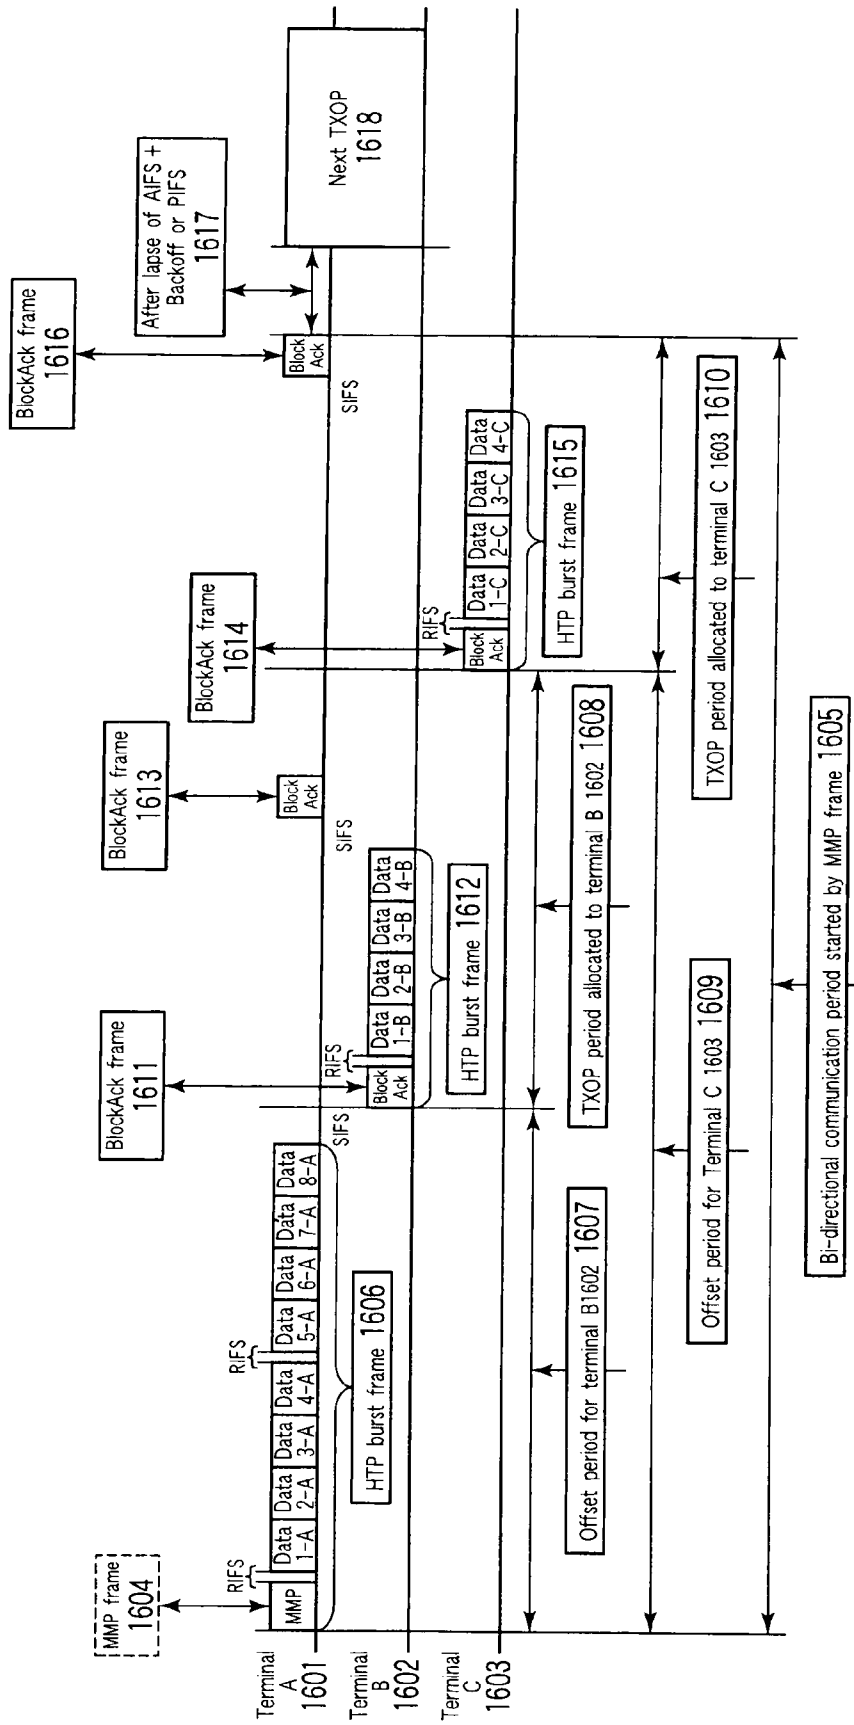 BlockAck frame
1616
After lapse of AIFS +
Backoff or PIFS
1617
Next TXOP
1618
BlockAck frame
1614
BlockAck frame
1613
BlockAck frame
1611
MMP frame
1604
Terminal
A
1601
MMP
RIFS
Data
1-A
Data
2-A
Data
3-A
Data
4-A
RIFS
Data
5-A
Data
6-A
Data
7-A
Data
8-A
SIFS
Block
Ack
SIFS
Block
Ack
SIFS
HTP burst frame 1606
Terminal
B
1602
Block
Ack
RIFS
Data
1-B
Data
2-B
Data
3-B
Data
4-B
HTP burst frame 1612
Terminal
C
1603
Block
Ack
RIFS
Data
1-C
Data
2-C
Data
3-C
Data
4-C
HTP burst frame 1615
Offset period for terminal B1602 1607
TXOP period allocated to terminal B 1602 1608
Offset period for Terminal C 1603 1609
TXOP period allocated to terminal C 1603 1610
Bi-directional communication period started by MMP frame 1605